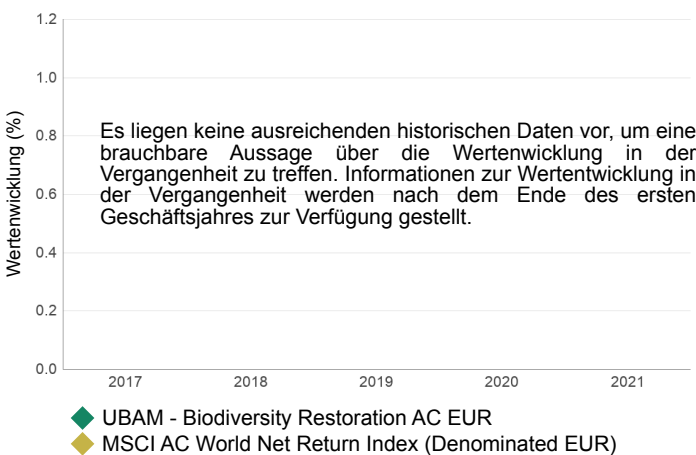 1.2
1.0
0.8
0.6
0.4
0.2
0.0
Wertenwicklung (%)
Es liegen keine ausreichenden historischen Daten vor, um eine
brauchbare Aussage über die Wertenwicklung in der
Vergangenheit zu treffen. Informationen zur Wertentwicklung in
der Vergangenheit werden nach dem Ende des ersten
Geschäftsjahres zur Verfügung gestellt.
2017 2018 2019 2020 2021
UBAM - Biodiversity Restoration AC EUR
MSCI AC World Net Return Index (Denominated EUR)